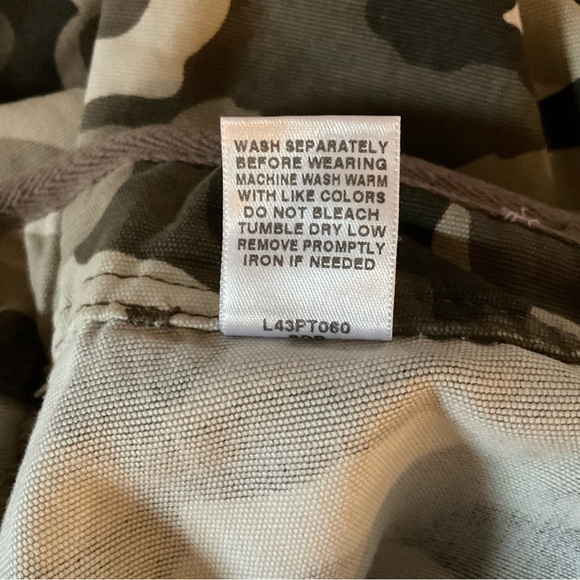 WASH SEPARATELY
BEFORE WEARING
MACHINE WASH WARM
WITH LIKE COLORS
DO NOT BLEACH
TUMBLE DRY LOW
REMOVE PROMPTLY
IRON IF NEEDED
L43PT060